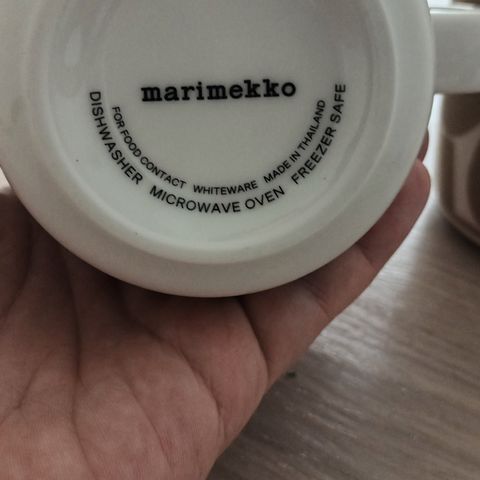 marimekko
FOR FOOD CONTACT WHITEWARE MADE IN THAILAND
DISHWASHER MICROWAVE OVEN FREEZER SAFE